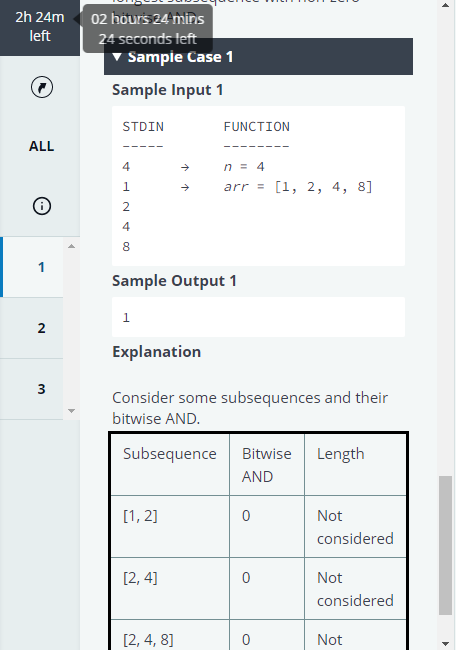 2h 24m
left
02 hours 24 mins
24 seconds left
ALL
1
2
3
longest subsequence with non-zero
bitwise AND.
▼ Sample Case 1
Sample Input 1
STDIN FUNCTION
----- --------
4 → n = 4
1 → arr = [1, 2, 4, 8]
2
4
8
Sample Output 1
1
Explanation
Consider some subsequences and their
bitwise AND.
Subsequence Bitwise AND Length
[1, 2] 0 Not considered
[2, 4] 0 Not considered
[2, 4, 8] 0 Not